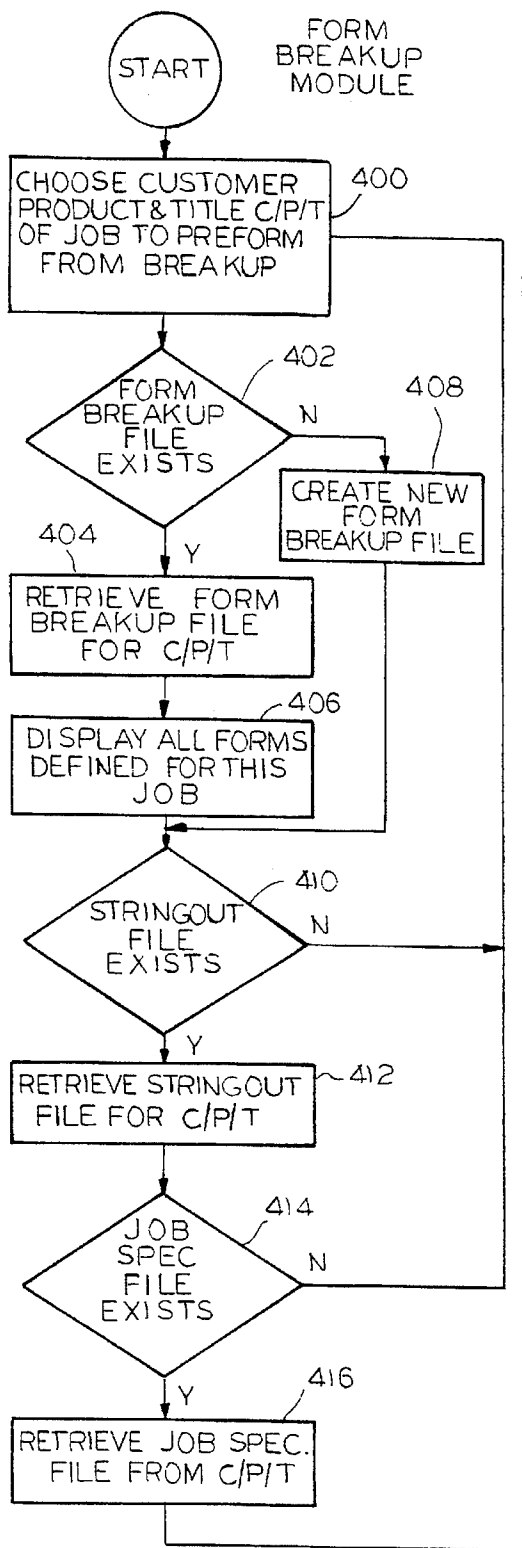 FORM
BREAKUP
MODULE
START
CHOOSE CUSTOMER
PRODUCT & TITLE C/P/T
OF JOB TO PREFORM
FROM BREAKUP
400
402
FORM
BREAKUP
FILE
EXISTS
N
408
CREATE NEW
FORM
BREAKUP FILE
Y
404
RETRIEVE FORM
BREAKUP FILE
FOR C/P/T
406
DISPLAY ALL FORMS
DEFINED FOR THIS
JOB
410
STRINGOUT
FILE
EXISTS
N
Y
412
RETRIEVE STRINGOUT
FILE FOR C/P/T
414
JOB
SPEC
FILE
EXISTS
N
Y
416
RETRIEVE JOB SPEC.
FILE FROM C/P/T